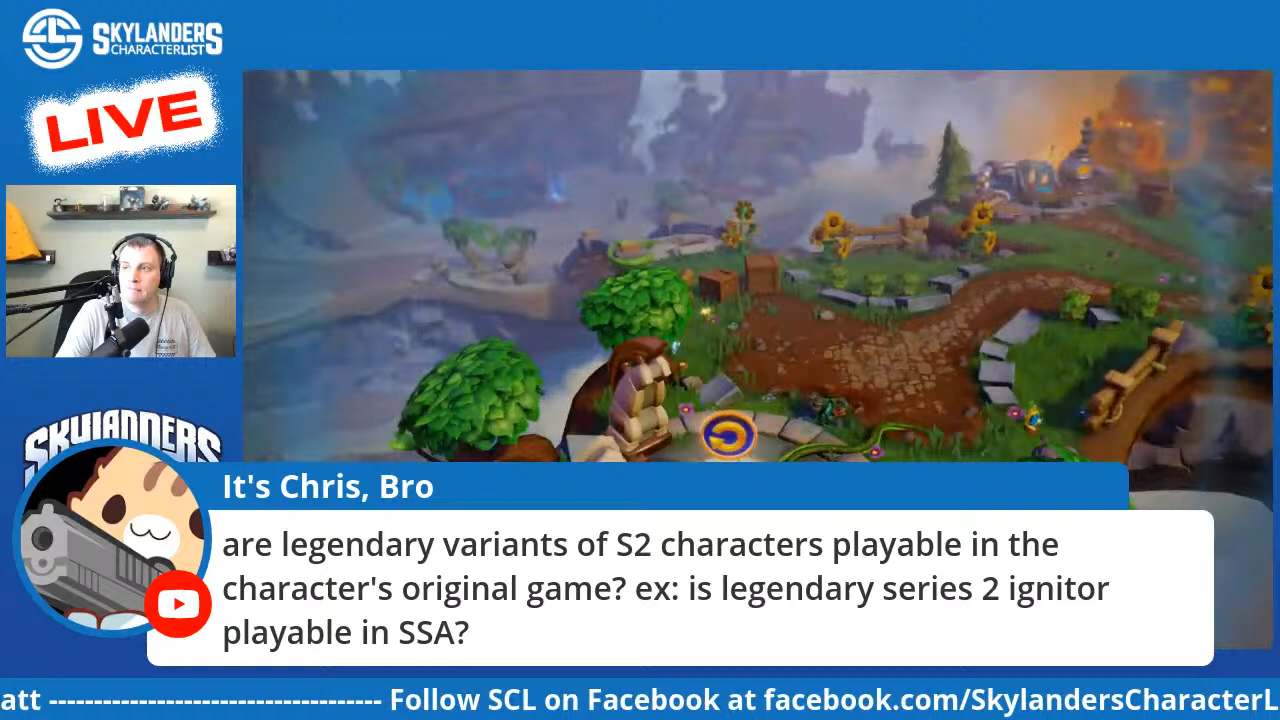 SKYLANDERS
CHARACTERLIST
LIVE
SKYLANDERS
It's Chris, Bro
are legendary variants of S2 characters playable in the
character's original game? ex: is legendary series 2 ignitor
playable in SSA?
att ---------------------------------- Follow SCL on Facebook at facebook.com/SkylandersCharacterL